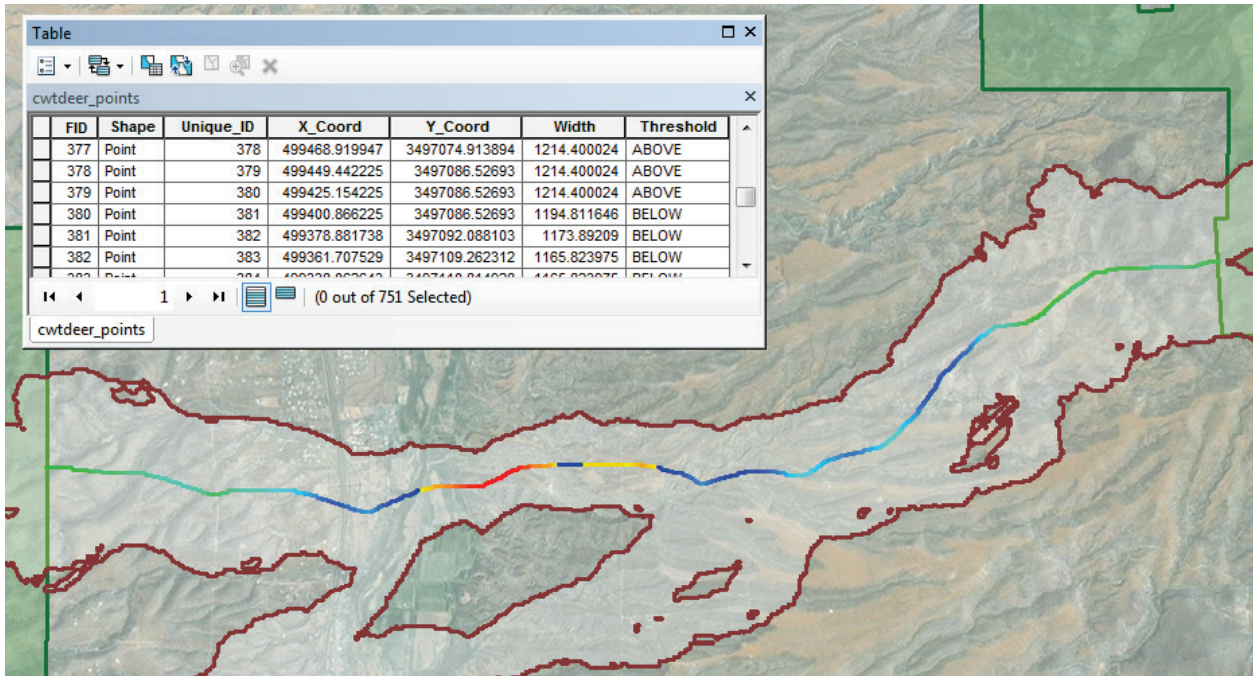 Table
cwtdeer_points
FID Shape Unique_ID X_Coord Y_Coord Width Threshold
377 Point 378 499468.919947 3497074.913894 1214.400024 ABOVE
378 Point 379 499449.442225 3497086.52693 1214.400024 ABOVE
379 Point 380 499425.154225 3497086.52693 1214.400024 ABOVE
380 Point 381 499400.866225 3497086.52693 1194.811646 BELOW
381 Point 382 499378.881738 3497092.088103 1173.89209 BELOW
382 Point 383 499361.707529 3497109.262312 1165.823975 BELOW
1 (0 out of 751 Selected)
cwtdeer_points